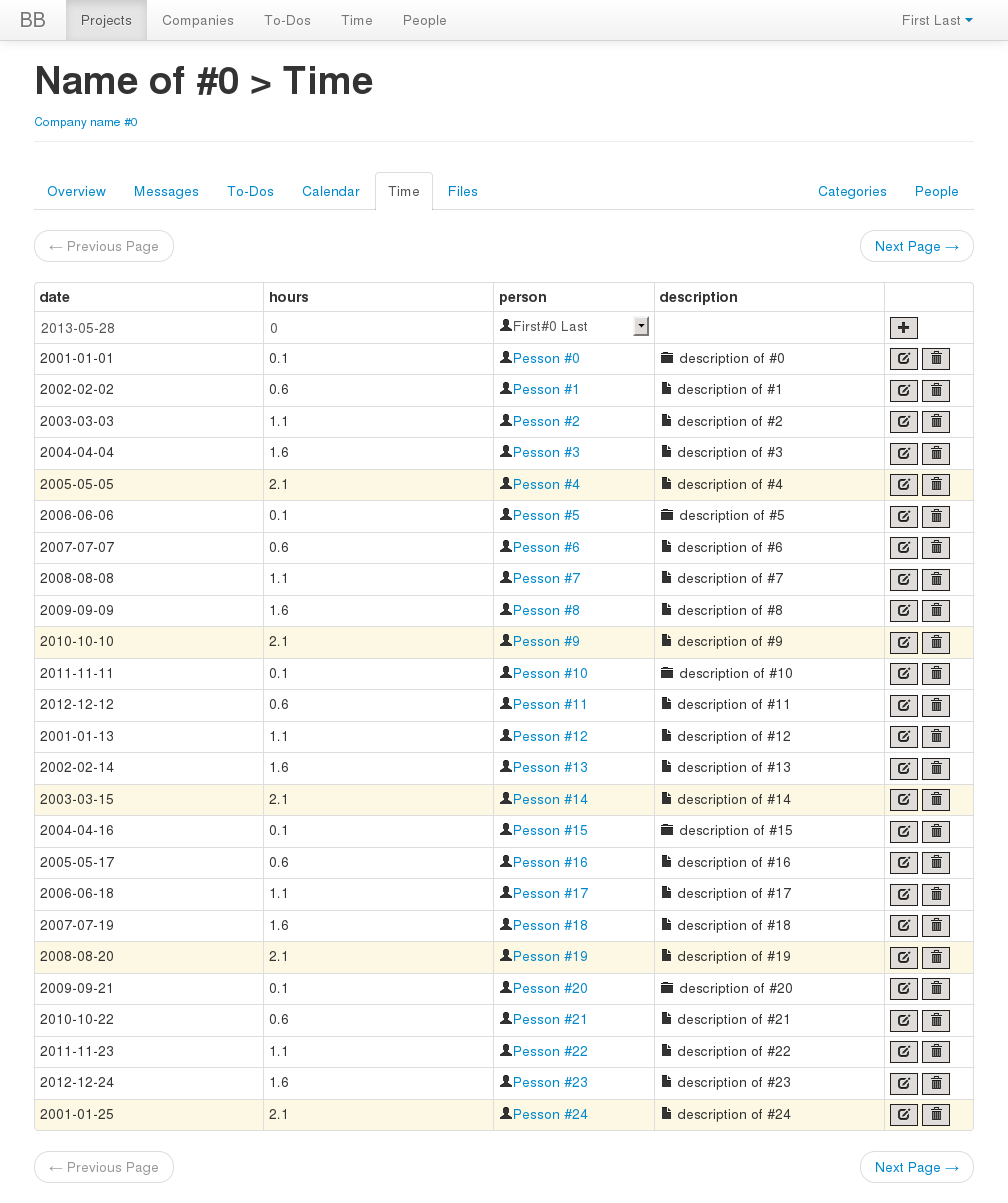 BB Projects Companies To-Dos Time People First Last
Name of #0 > Time
Company name #0
Overview Messages To-Dos Calendar Time Files Categories People
← Previous Page Next Page →
date hours person description
2013-05-28 0 First#0 Last
2001-01-01 0.1 Pesson #0 description of #0
2002-02-02 0.6 Pesson #1 description of #1
2003-03-03 1.1 Pesson #2 description of #2
2004-04-04 1.6 Pesson #3 description of #3
2005-05-05 2.1 Pesson #4 description of #4
2006-06-06 0.1 Pesson #5 description of #5
2007-07-07 0.6 Pesson #6 description of #6
2008-08-08 1.1 Pesson #7 description of #7
2009-09-09 1.6 Pesson #8 description of #8
2010-10-10 2.1 Pesson #9 description of #9
2011-11-11 0.1 Pesson #10 description of #10
2012-12-12 0.6 Pesson #11 description of #11
2001-01-13 1.1 Pesson #12 description of #12
2002-02-14 1.6 Pesson #13 description of #13
2003-03-15 2.1 Pesson #14 description of #14
2004-04-16 0.1 Pesson #15 description of #15
2005-05-17 0.6 Pesson #16 description of #16
2006-06-18 1.1 Pesson #17 description of #17
2007-07-19 1.6 Pesson #18 description of #18
2008-08-20 2.1 Pesson #19 description of #19
2009-09-21 0.1 Pesson #20 description of #20
2010-10-22 0.6 Pesson #21 description of #21
2011-11-23 1.1 Pesson #22 description of #22
2012-12-24 1.6 Pesson #23 description of #23
2001-01-25 2.1 Pesson #24 description of #24
← Previous Page Next Page →